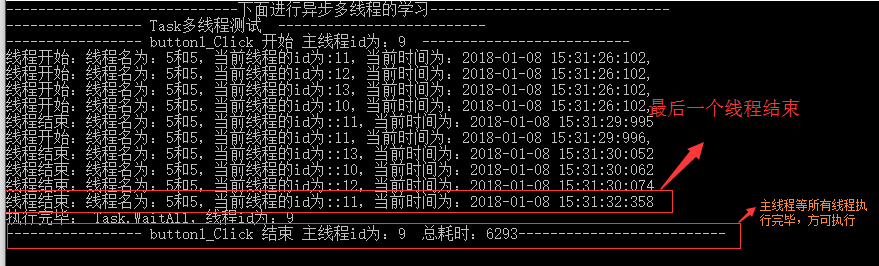 -----------------------------下面进行异步多线程的学习------------------------------
----------------- Task多线程测试----------------------------
----------------- button1_Click 开始 主线程id为：9  --------------------------
线程开始：线程名为：5和5，当前线程的id为:11，当前时间为：2018-01-08 15:31:26:102,
线程开始：线程名为：5和5，当前线程的id为:12，当前时间为：2018-01-08 15:31:26:102,
线程开始：线程名为：5和5，当前线程的id为:13，当前时间为：2018-01-08 15:31:26:102,
线程开始：线程名为：5和5，当前线程的id为:10，当前时间为：2018-01-08 15:31:26:102,
最后一个线程结束
线程结束：线程名为：5和5，当前线程的id为::11，当前时间为：2018-01-08 15:31:29:995
线程开始：线程名为：5和5，当前线程的id为:11，当前时间为：2018-01-08 15:31:29:996,
线程结束：线程名为：5和5，当前线程的id为::13，当前时间为：2018-01-08 15:31:30:052
线程结束：线程名为：5和5，当前线程的id为::10，当前时间为：2018-01-08 15:31:30:062
线程结束：线程名为：5和5，当前线程的id为::12，当前时间为：2018-01-08 15:31:30:074
线程结束：线程名为：5和5，当前线程的id为::11，当前时间为：2018-01-08 15:31:32:358
主线程等所有线程执
行完毕，方可执行
执行完毕： Task.WaitAll，线程id为：9
----------------- button1_Click 结束 主线程id为：9  总耗时：6293--------------------------